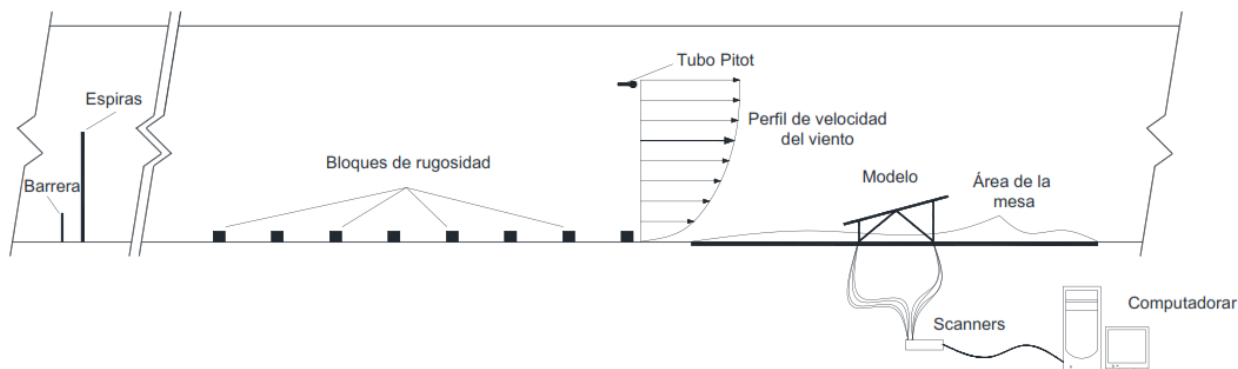 Tubo Pitot
Espiras
Perfil de velocidad
del viento
Bloques de rugosidad
Modelo
Área de la
mesa
Barrera
Scanners
Computadorar